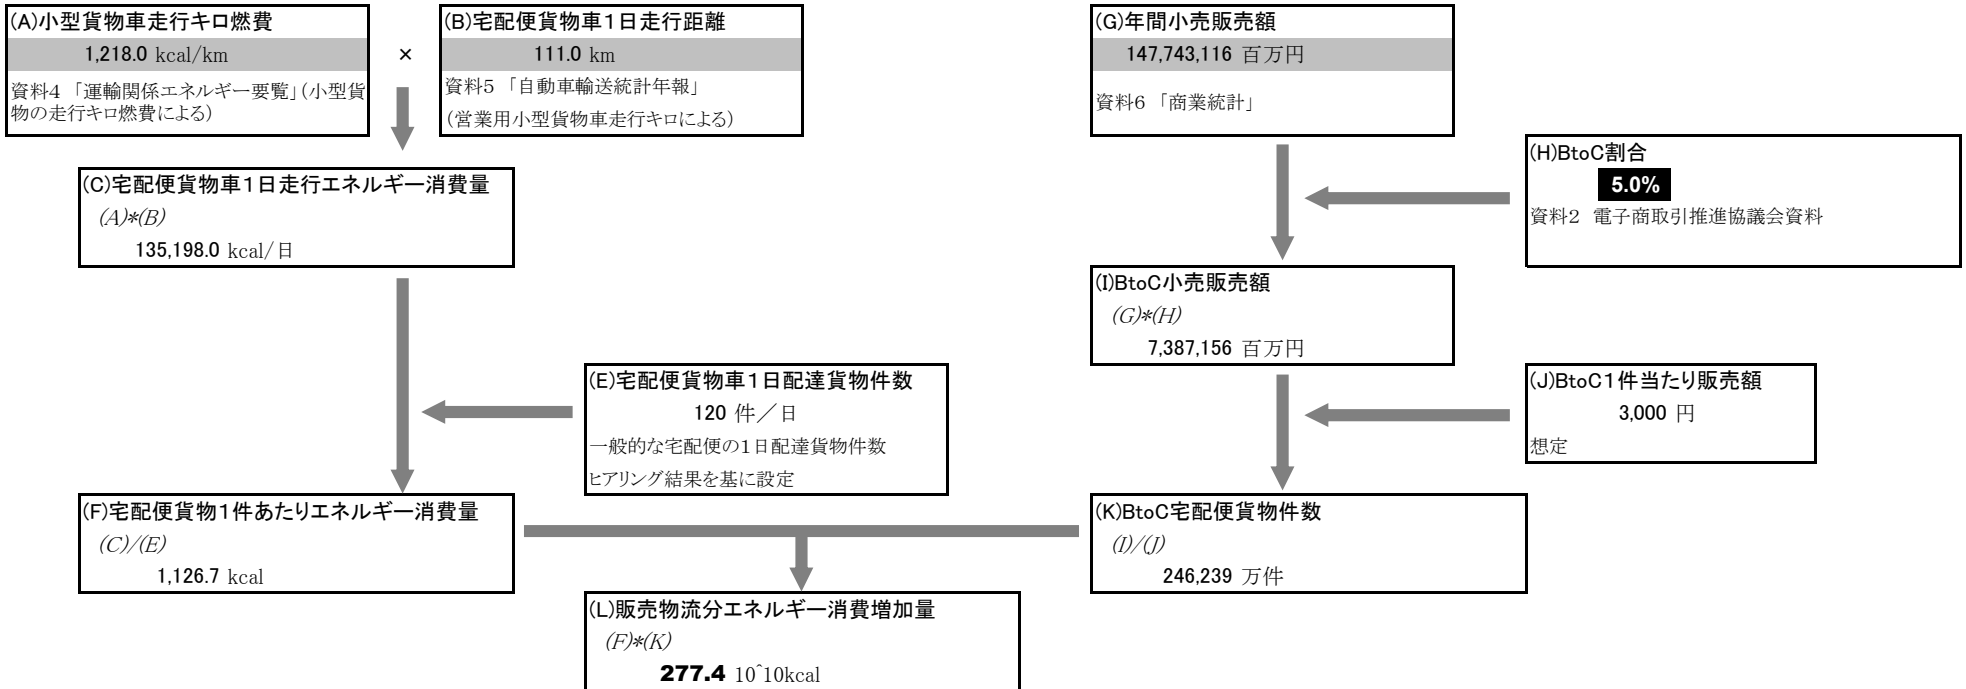 (A)小型貨物車走行キロ燃費
1,218.0 kcal/km
資料4 「運輸関係エネルギー要覧」(小型貨
物の走行キロ燃費による)
×
(B)宅配便貨物車1日走行距離
111.0 km
資料5 「自動車輸送統計年報」
(営業用小型貨物車走行キロによる)
(C)宅配便貨物車1日走行エネルギー消費量
(A)*(B)
135,198.0 kcal/日
(E)宅配便貨物車1日配達貨物件数
120 件/日
一般的な宅配便の1日配達貨物件数
ヒアリング結果を基に設定
(F)宅配便貨物1件あたりエネルギー消費量
(C)/(E)
1,126.7 kcal
(G)年間小売販売額
147,743,116 百万円
資料6 「商業統計」
(H)BtoC割合
5.0%
資料2 電子商取引推進協議会資料
(I)BtoC小売販売額
(G)*(H)
7,387,156 百万円
(J)BtoC1件当たり販売額
3,000 円
想定
(K)BtoC宅配便貨物件数
(I)/(J)
246,239 万件
(L)販売物流分エネルギー消費増加量
(F)*(K)
277.4 10^10kcal